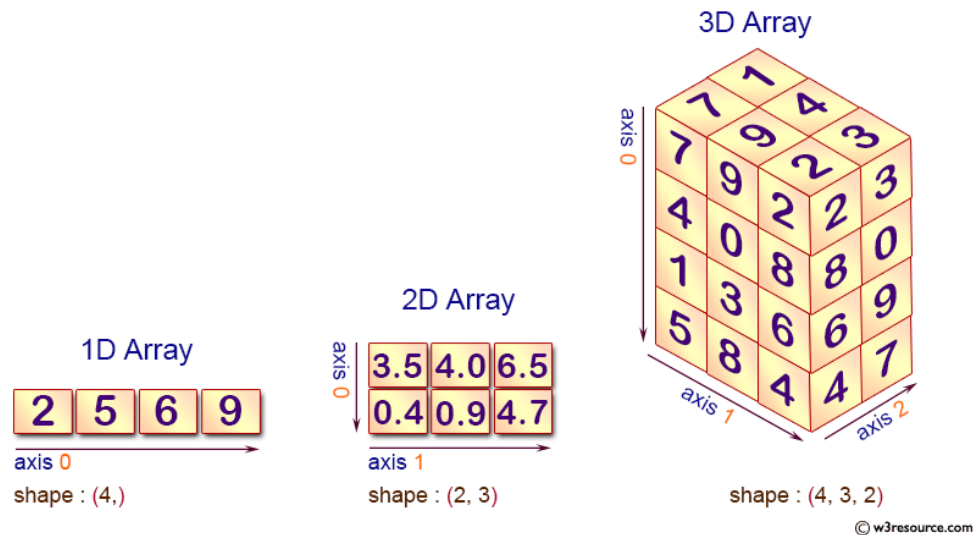 1D Array
2 5 6 9
axis 0
shape : (4,)
2D Array
axis 0
3.5 4.0 6.5
0.4 0.9 4.7
axis 1
shape : (2, 3)
3D Array
axis 0
1
7 4
9 3
2
7 9 2 2 3
4 0 8 8 0
1 3 6 6 9
5 8 4 4 7
axis 1
axis 2
shape : (4, 3, 2)
© w3resource.com